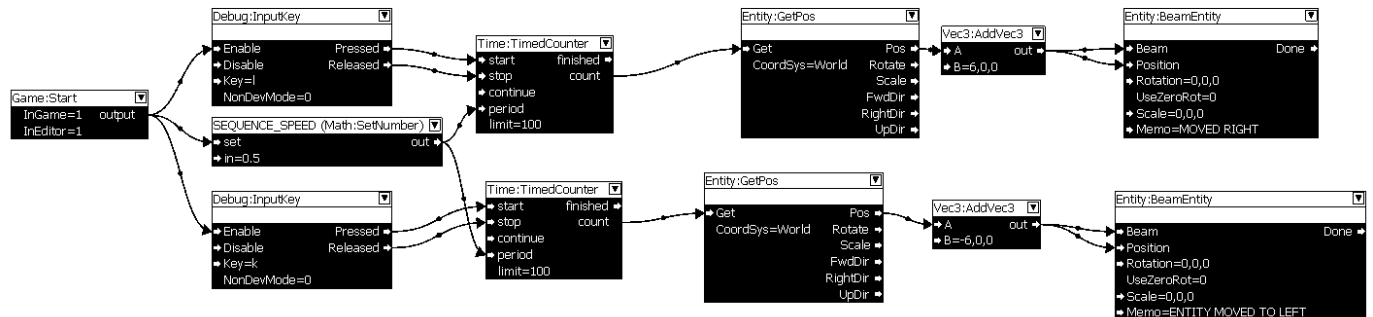 Game:Start
InGame=1 output
InEditor=1
Debug:InputKey
Enable Pressed
Disable Released
Key=l
NonDevMode=0
SEQUENCE_SPEED (Math:SetNumber)
set out
in=0.5
Debug:InputKey
Enable Pressed
Disable Released
Key=k
NonDevMode=0
Time:TimedCounter
start finished
stop count
continue
period
limit=100
Time:TimedCounter
start finished
stop count
continue
period
limit=100
Entity:GetPos
Get Pos
CoordSys=World Rotate
Scale
FwdDir
RightDir
UpDir
Entity:GetPos
Get Pos
CoordSys=World Rotate
Scale
FwdDir
RightDir
UpDir
Vec3:AddVec3
A out
B=6,0,0
Vec3:AddVec3
A out
B=-6,0,0
Entity:BeamEntity
Beam Done
Position
Rotation=0,0,0
UseZeroRot=0
Scale=0,0,0
Memo=MOVED RIGHT
Entity:BeamEntity
Beam Done
Position
Rotation=0,0,0
UseZeroRot=0
Scale=0,0,0
Memo=ENTITY MOVED TO LEFT